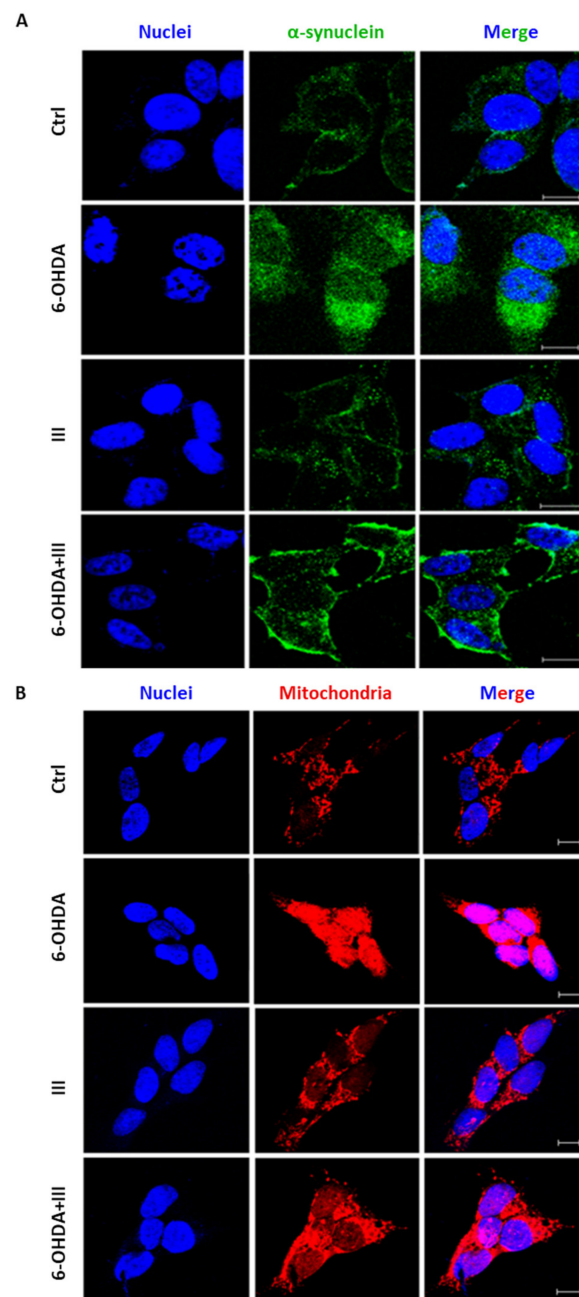 A
Nuclei α-synuclein Merge
Ctrl
6-OHDA
III
6-OHDA+III
B
Nuclei Mitochondria Merge
Ctrl
6-OHDA
III
6-OHDA+III